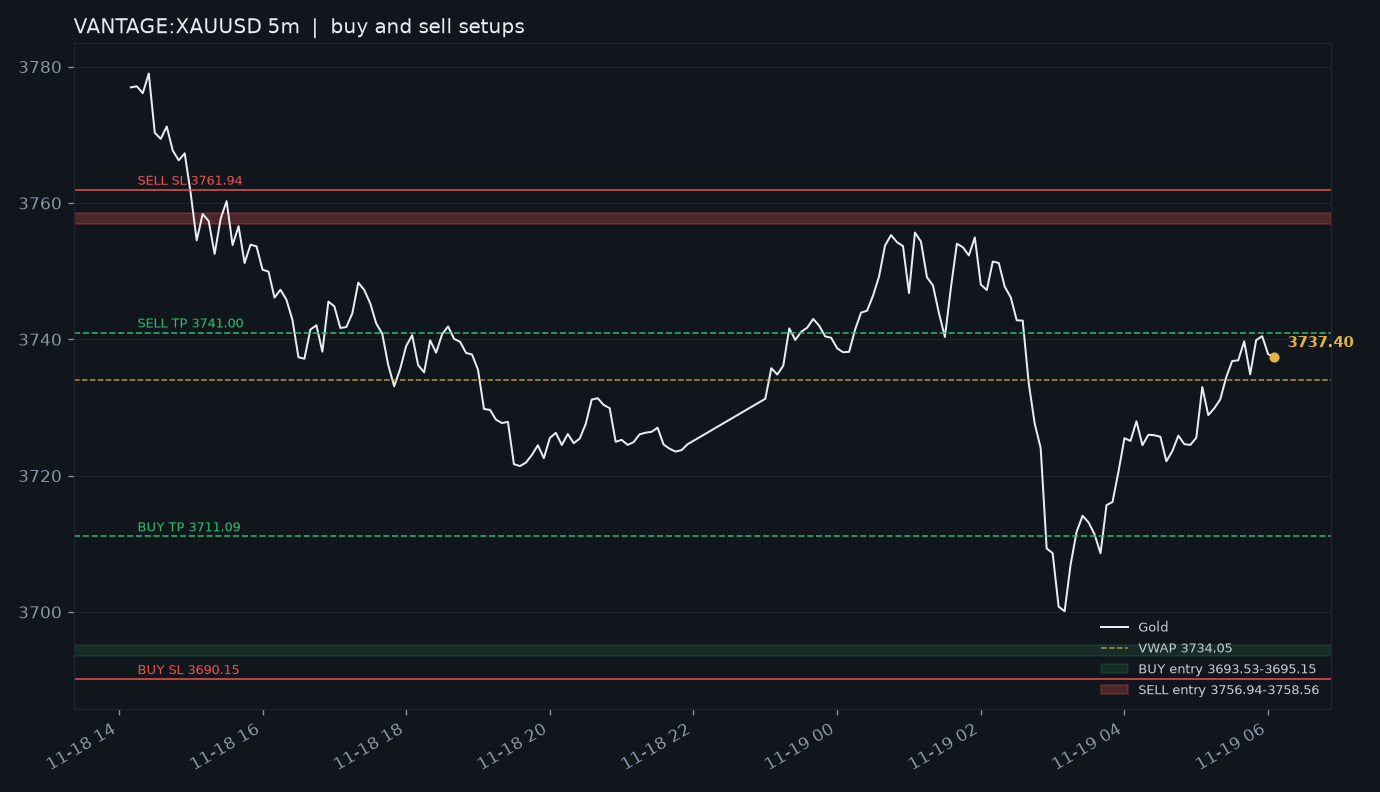 VANTAGE:XAUUSD 5m | buy and sell setups
3780
SELL SL 3761.94
3760
SELL TP 3741.00
3740
3737.40
3720
BUY TP 3711.09
3700
Gold
VWAP 3734.05
BUY entry 3693.53-3695.15
BUY SL 3690.15
SELL entry 3756.94-3758.56
11-18 14
11-18 16
11-18 18
11-18 20
11-18 22
11-19 00
11-19 02
11-19 04
11-19 06